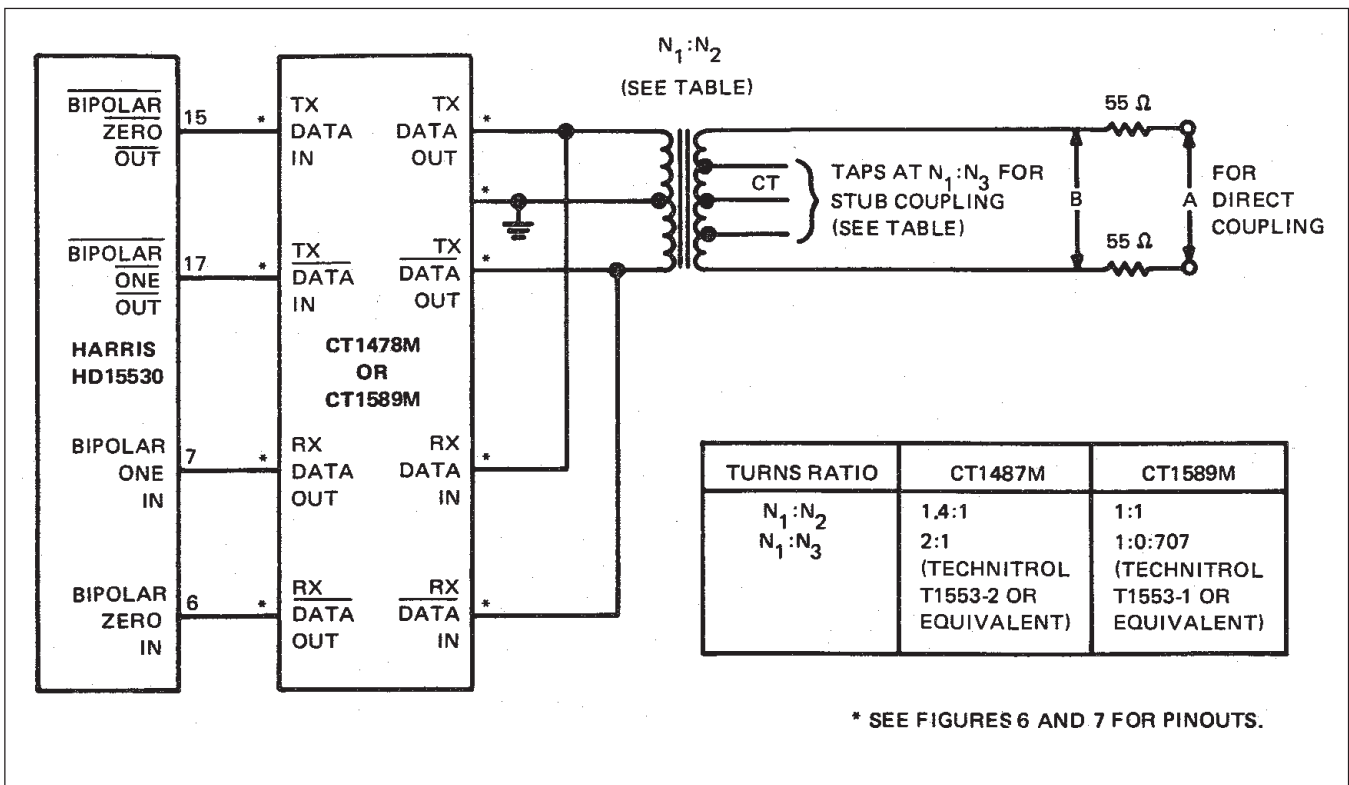 N1:N2
(SEE TABLE)
BIPOLAR
ZERO
OUT
15
*
TX
DATA
IN
TX
DATA
OUT
*
*
BIPOLAR
ONE
OUT
17
*
TX
DATA
IN
TX
DATA
OUT
*
HARRIS
HD15530
CT1478M
OR
CT1589M
BIPOLAR
ONE
IN
7
*
RX
DATA
OUT
RX
DATA
IN
*
BIPOLAR
ZERO
IN
6
*
RX
DATA
OUT
RX
DATA
IN
*
CT
TAPS AT N1:N3 FOR
STUB COUPLING
(SEE TABLE)
B
55 Ω
55 Ω
A
FOR
DIRECT
COUPLING
TURNS RATIO CT1487M CT1589M
N1:N2 1.4:1 1:1
N1:N3 2:1 1:0:707
(TECHNITROL (TECHNITROL
T1553-2 OR T1553-1 OR
EQUIVALENT) EQUIVALENT)
* SEE FIGURES 6 AND 7 FOR PINOUTS.